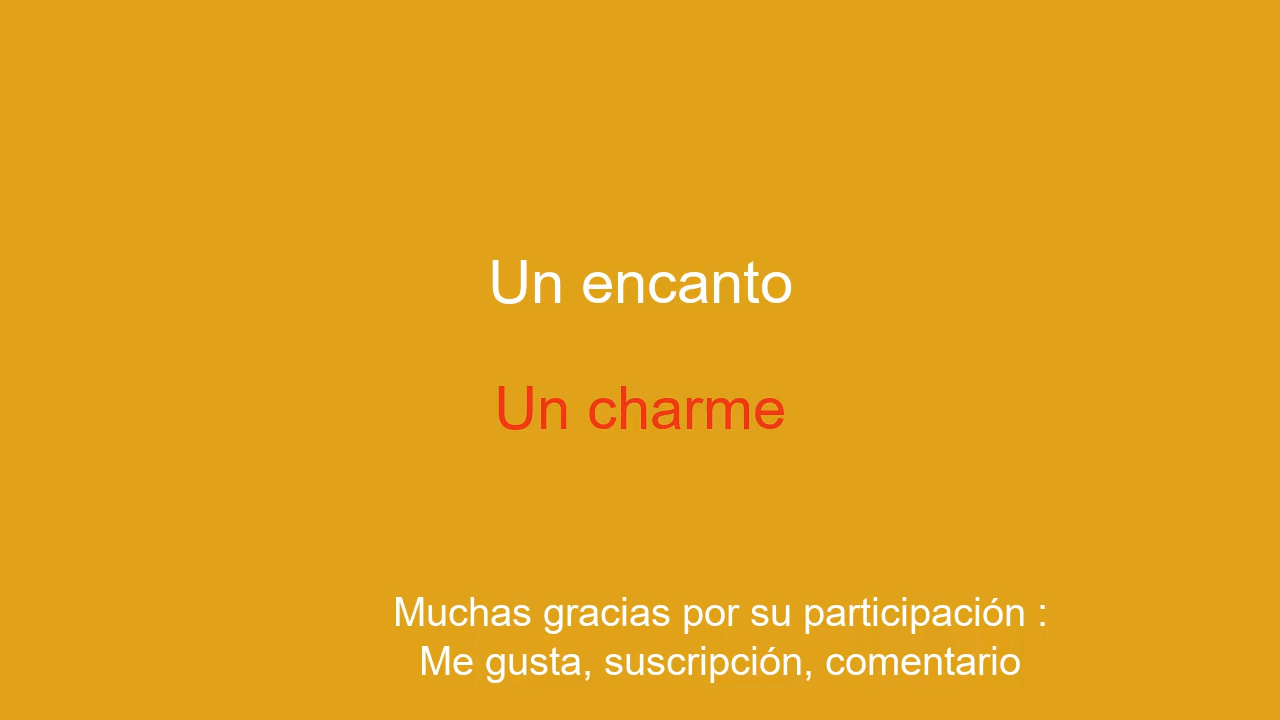 Un encanto
Un charme
Muchas gracias por su participación :
Me gusta, suscripción, comentario